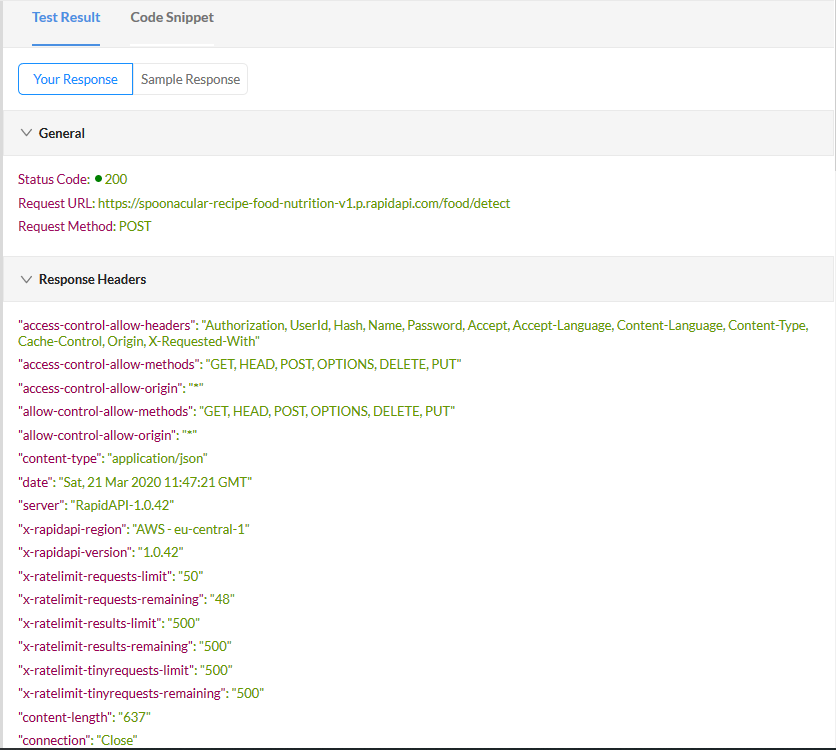 Test Result Code Snippet
Your Response Sample Response
General
Status Code: 200
Request URL: https://spoonacular-recipe-food-nutrition-v1.p.rapidapi.com/food/detect
Request Method: POST
Response Headers
"access-control-allow-headers": "Authorization, UserId, Hash, Name, Password, Accept, Accept-Language, Content-Language, Content-Type,
Cache-Control, Origin, X-Requested-With"
"access-control-allow-methods": "GET, HEAD, POST, OPTIONS, DELETE, PUT"
"access-control-allow-origin": "*"
"allow-control-allow-methods": "GET, HEAD, POST, OPTIONS, DELETE, PUT"
"allow-control-allow-origin": "*"
"content-type": "application/json"
"date": "Sat, 21 Mar 2020 11:47:21 GMT"
"server": "RapidAPI-1.0.42"
"x-rapidapi-region": "AWS - eu-central-1"
"x-rapidapi-version": "1.0.42"
"x-ratelimit-requests-limit": "50"
"x-ratelimit-requests-remaining": "48"
"x-ratelimit-results-limit": "500"
"x-ratelimit-results-remaining": "500"
"x-ratelimit-tinyrequests-limit": "500"
"x-ratelimit-tinyrequests-remaining": "500"
"content-length": "637"
"connection": "Close"